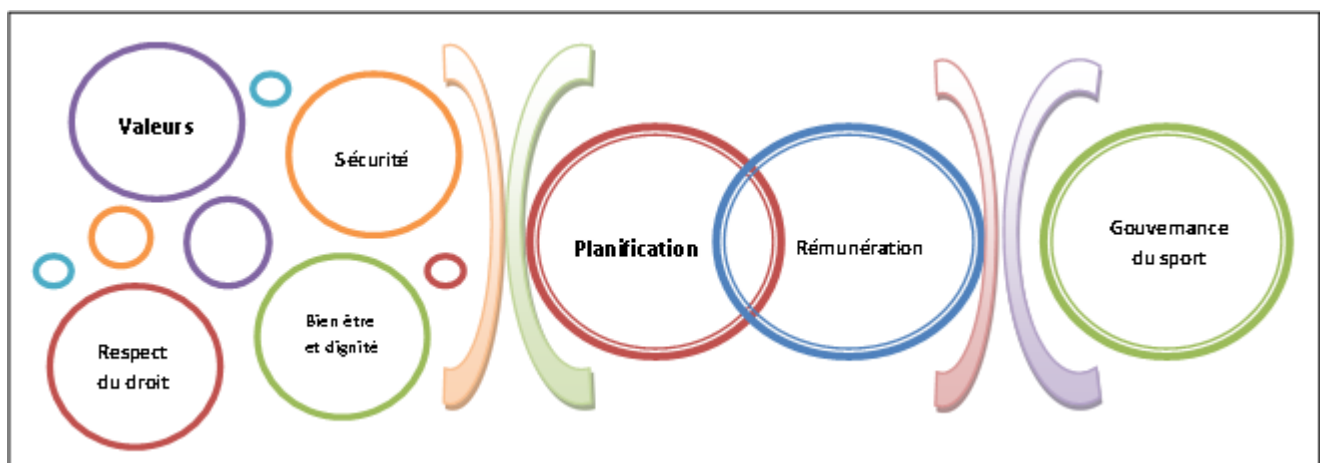 Valeurs
Sécurité
Respect
du droit
Bien être
et dignité
Planification
Rémunération
Gouvernance
du sport